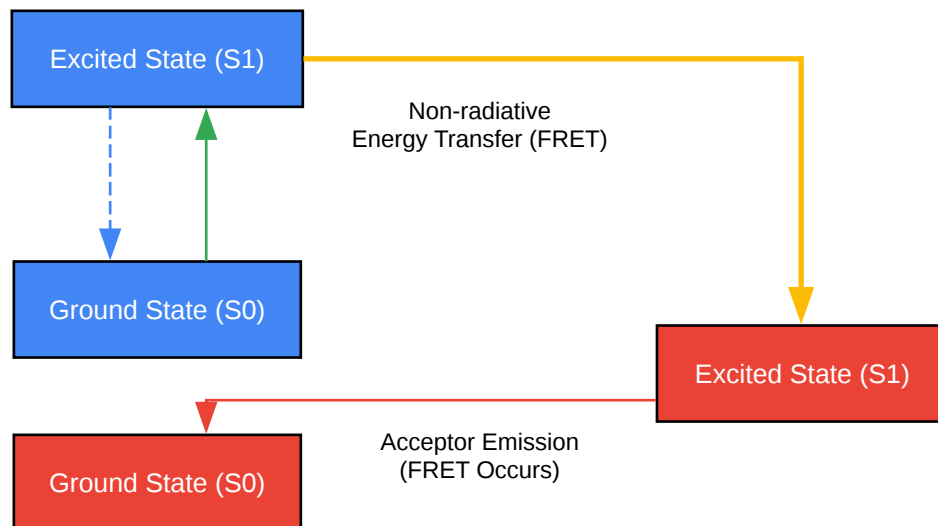 Excited State (S1)
Non-radiative
Energy Transfer (FRET)
Ground State (S0)
Excited State (S1)
Acceptor Emission
(FRET Occurs)
Ground State (S0)